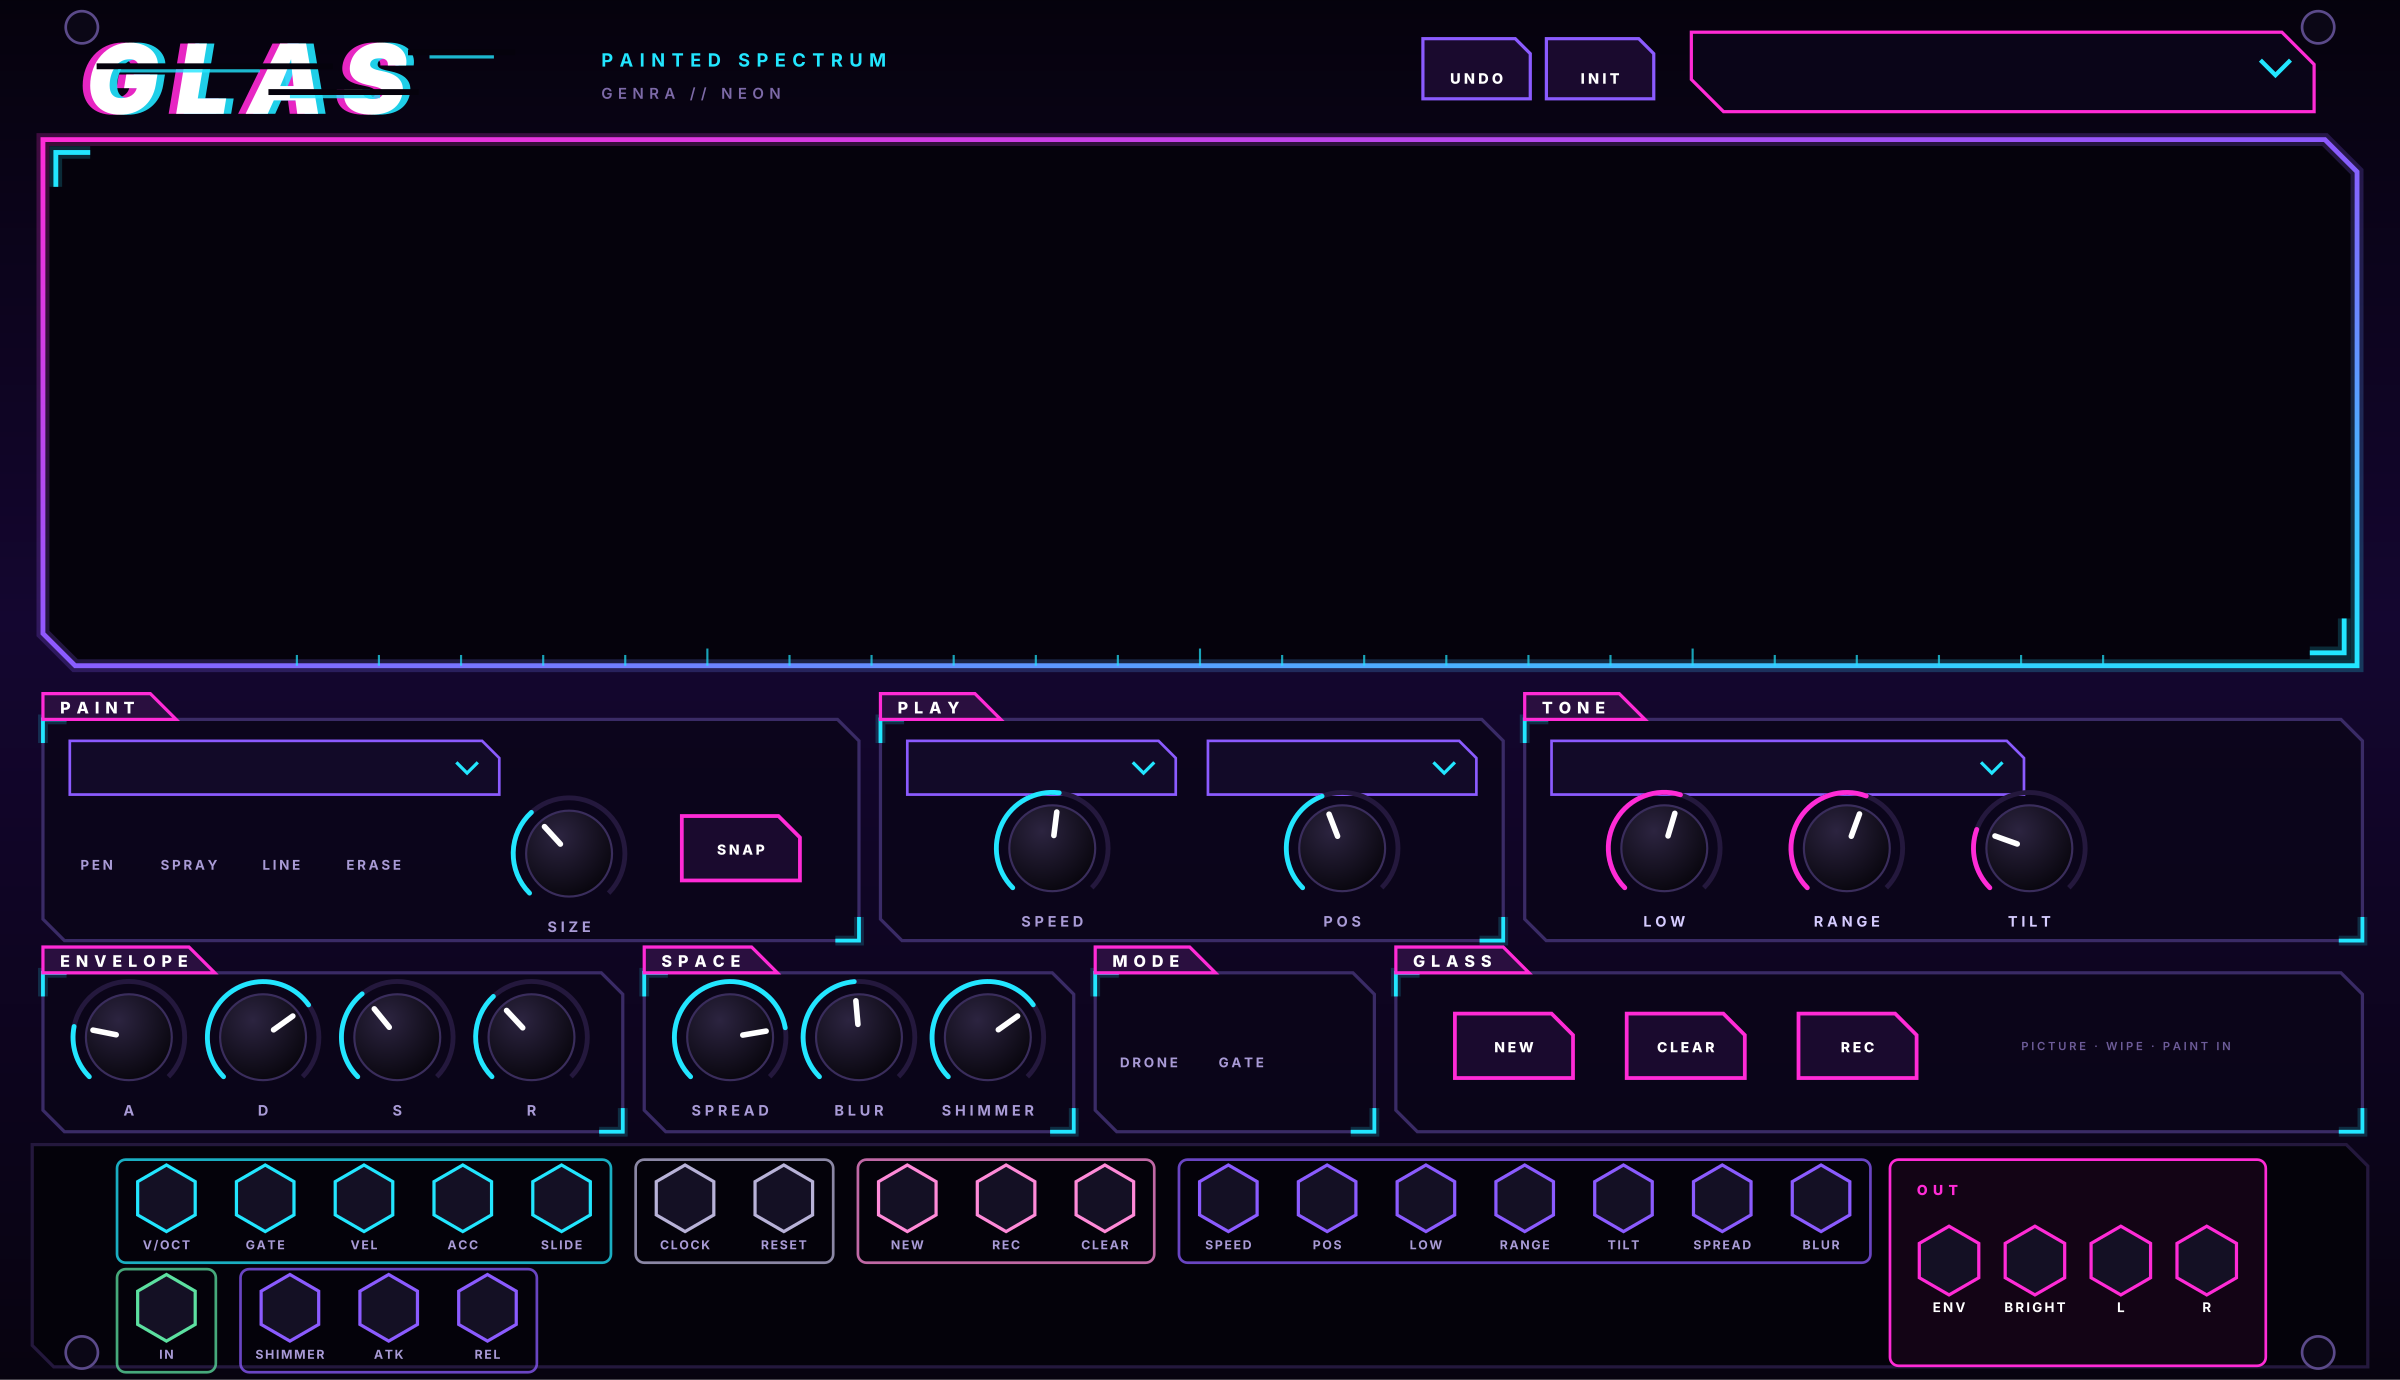 GLAS
PAINTED SPECTRUM
GENRA // NEON
UNDO
INIT
PAINT
PLAY
TONE
PEN
SPRAY
LINE
ERASE
SIZE
SNAP
SPEED
POS
LOW
RANGE
TILT
ENVELOPE
SPACE
MODE
GLASS
A
D
S
R
SPREAD
BLUR
SHIMMER
DRONE
GATE
NEW
CLEAR
REC
PICTURE · WIPE · PAINT IN
V/OCT
GATE
VEL
ACC
SLIDE
CLOCK
RESET
NEW
REC
CLEAR
SPEED
POS
LOW
RANGE
TILT
SPREAD
BLUR
OUT
ENV
BRIGHT
L
R
IN
SHIMMER
ATK
REL